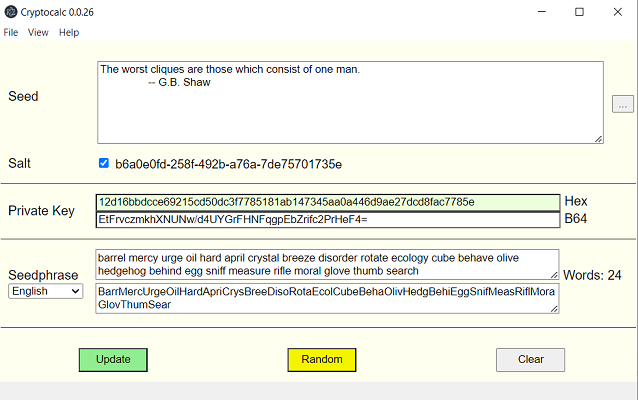 Cryptocalc 0.0.26
File View Help
Seed
The worst cliques are those which consist of one man.
-- G.B. Shaw
...
Salt
b6a0e0fd-258f-492b-a76a-7de75701735e
Private Key
12d16bbdcce69215cd50dc3f7785181ab147345aa0a446d9ae27dcd8fac7785e
Hex
EtFrvczmkhXNUNw/d4UYGrFHNFqgpEbZrifc2PrHeF4=
B64
Seedphrase
English
barrel mercy urge oil hard april crystal breeze disorder rotate ecology cube behave olive
hedgehog behind egg sniff measure rifle moral glove thumb search
Words: 24
BarrMercUrgeOilHardApriCrysBreeDisoRotaEcolCubeBehaOlivHedgBehiEggSnifMeasRiflMora
GlovThumSear
Update
Random
Clear